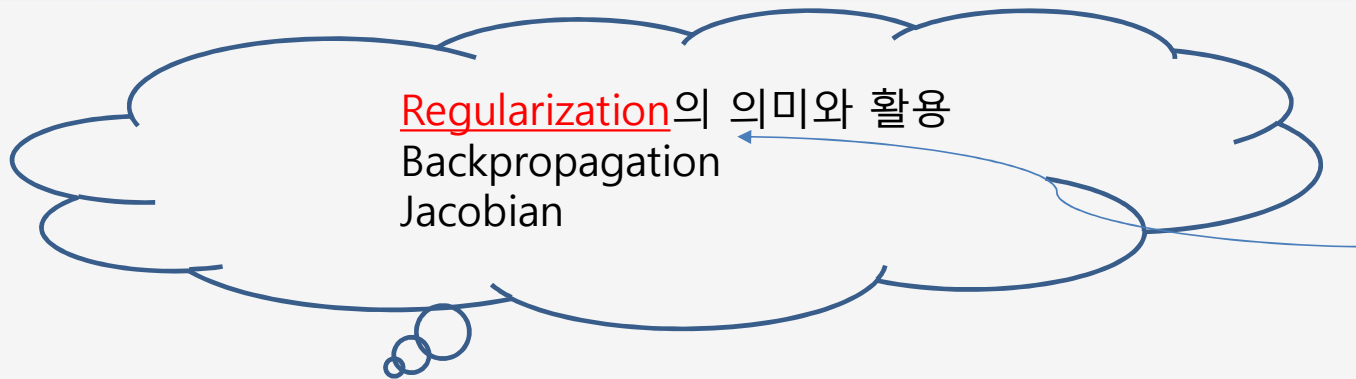 Regularization의 의미와 활용
Backpropagation
Jacobian